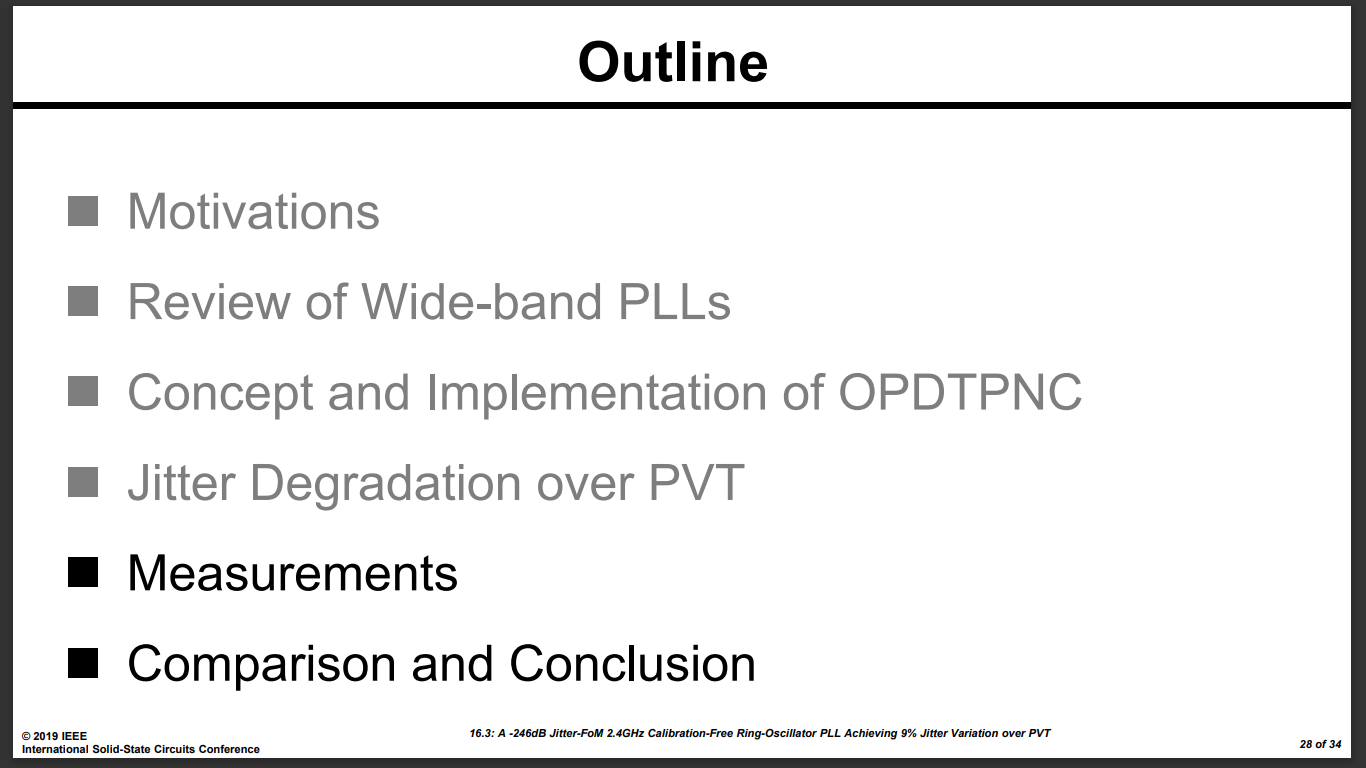 Outline
Motivations
Review of Wide-band PLLs
Concept and Implementation of OPDTPNC
Jitter Degradation over PVT
Measurements
Comparison and Conclusion
© 2019 IEEE
International Solid-State Circuits Conference
16.3: A -246dB Jitter-FoM 2.4GHz Calibration-Free Ring-Oscillator PLL Achieving 9% Jitter Variation over PVT
28 of 34